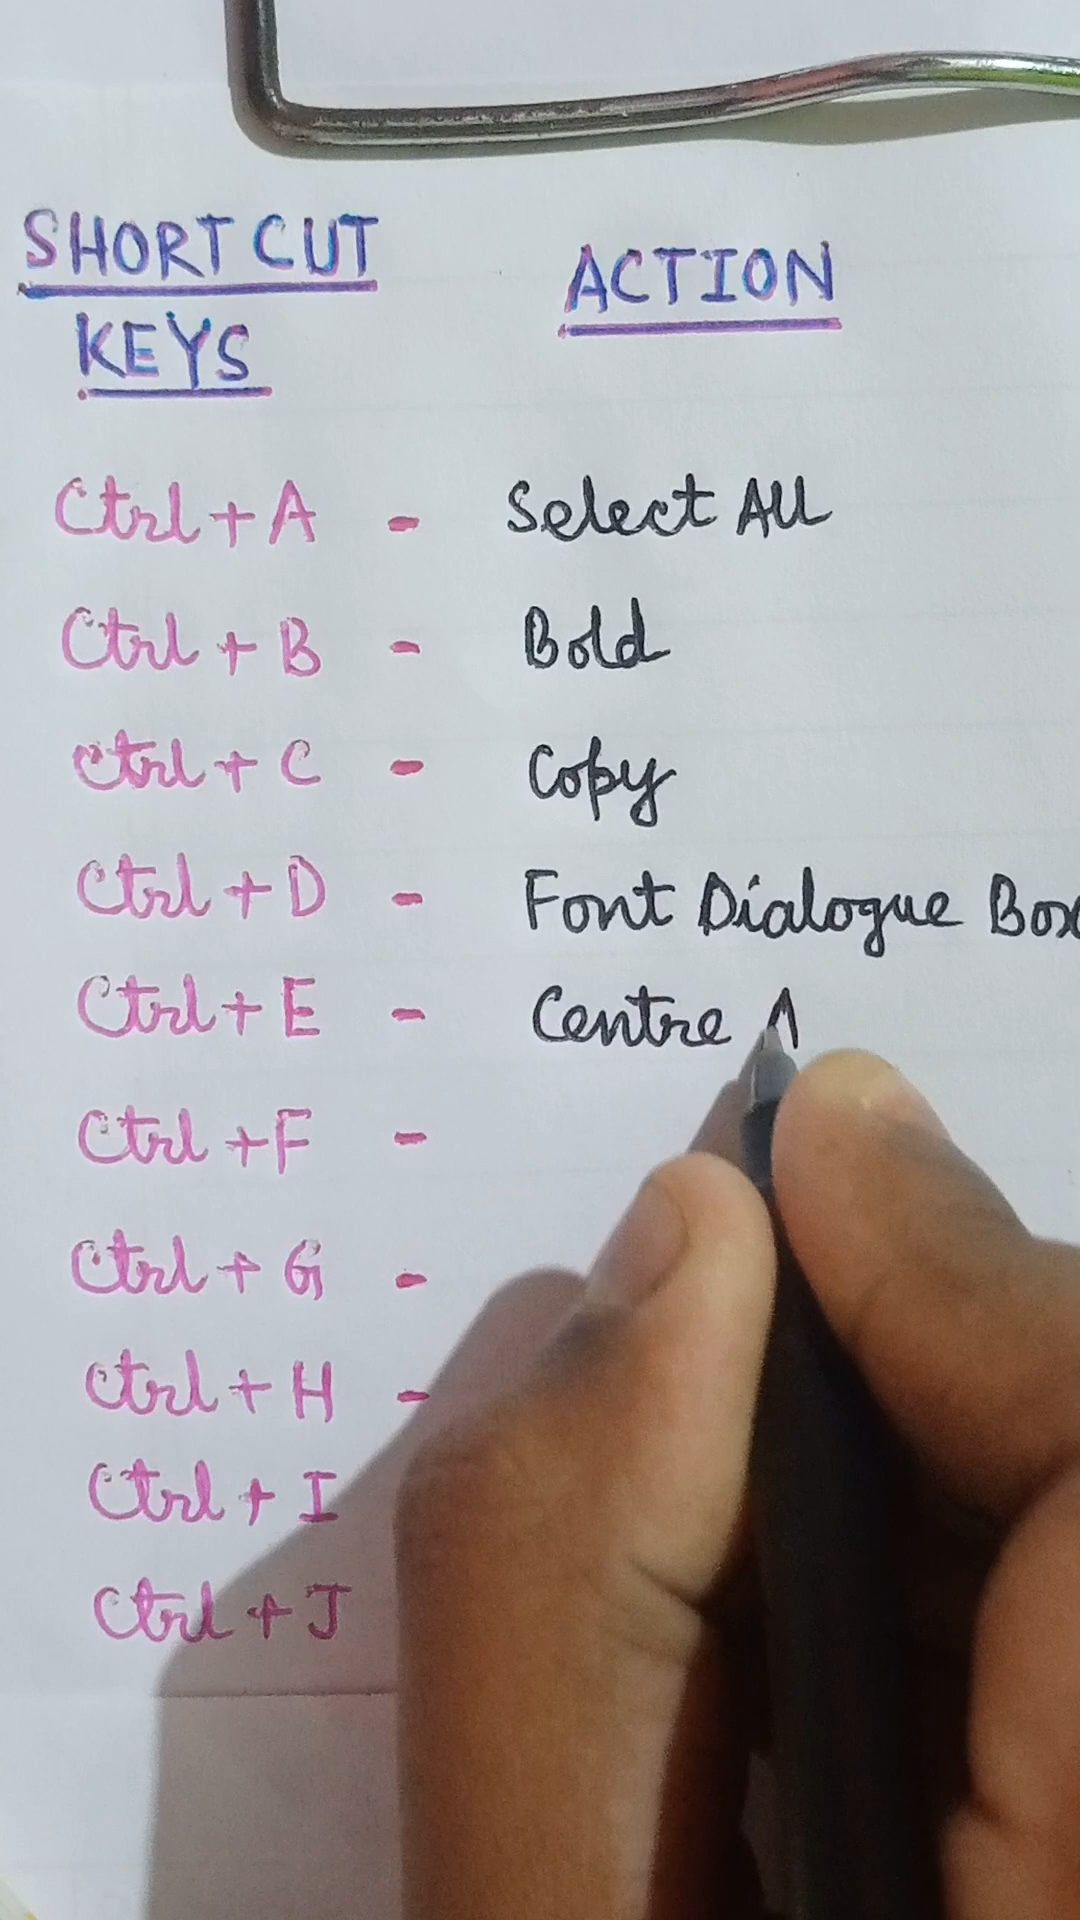 SHORT CUT KEYS ACTION
Ctrl + A - Select All
Ctrl + B - Bold
Ctrl + C - Copy
Ctrl + D - Font Dialogue Box
Ctrl + E - Centre A
Ctrl + F -
Ctrl + G -
Ctrl + H -
Ctrl + I
Ctrl + J